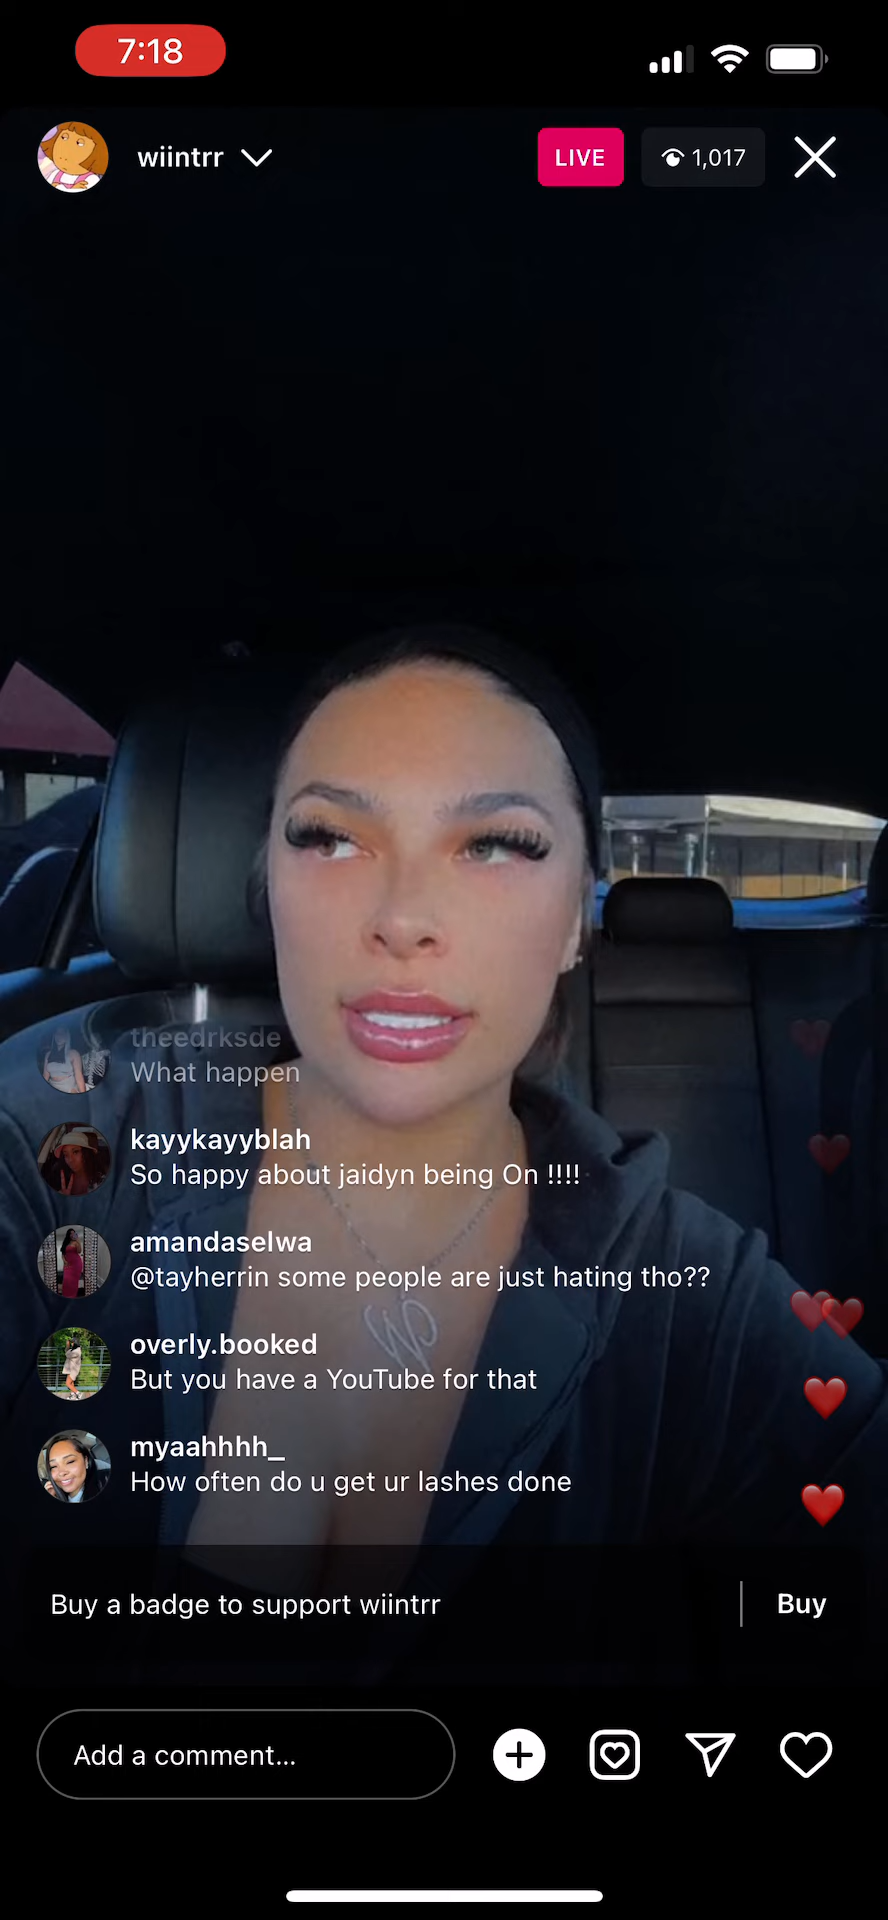 7:18
wiintrr
LIVE
1,017
theedrksde
What happen
kayykayyblah
So happy about jaidyn being On !!!!
amandaselwa
@tayherrin some people are just hating tho??
overly.booked
But you have a YouTube for that
myaahhhh_
How often do u get ur lashes done
Buy a badge to support wiintrr
Buy
Add a comment...